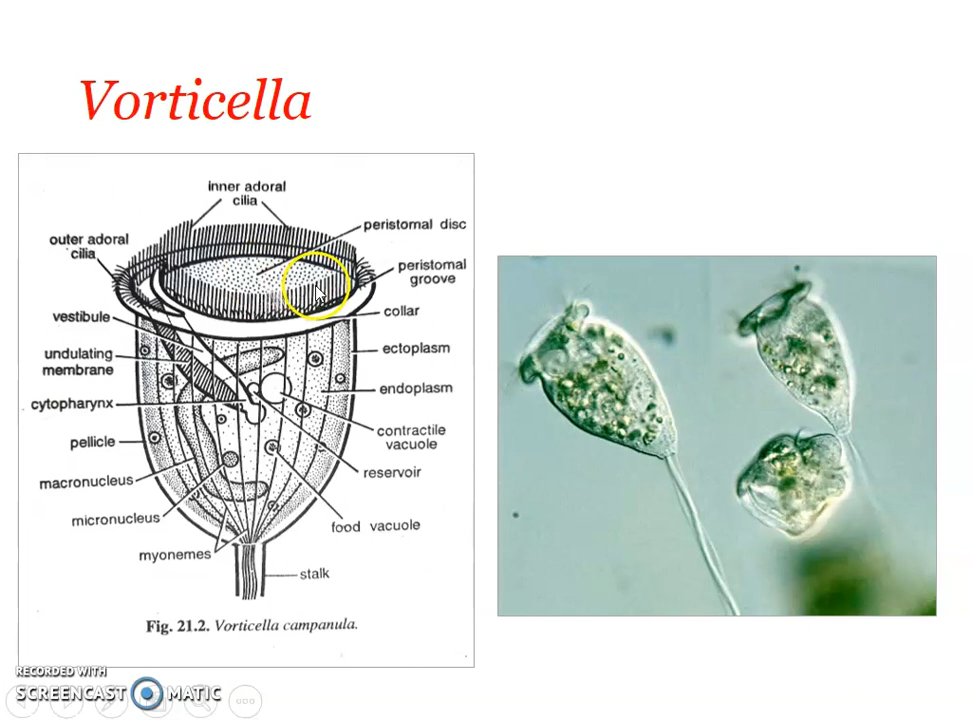 Vorticella
inner adoral
cilia
peristomal disc
outer adoral
cilia
peristomal
groove
collar
vestibule
ectoplasm
undulating
membrane
endoplasm
cytopharynx
contractile
vacuole
pellicle
reservoir
macronucleus
micronucleus
food vacuole
myonemes
stalk
Fig. 21.2. Vorticella campanula.
RECORDED WITH
SCREENCAST MATIC